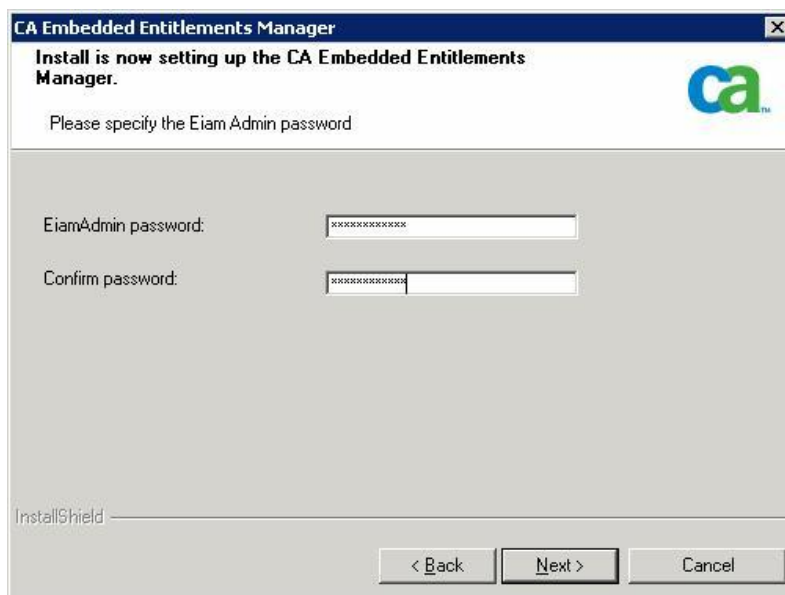 CA Embedded Entitlements Manager
Install is now setting up the CA Embedded Entitlements
Manager.
Please specify the Eiam Admin password
ca™
EiamAdmin password:
************
Confirm password:
************
InstallShield
< Back
Next >
Cancel